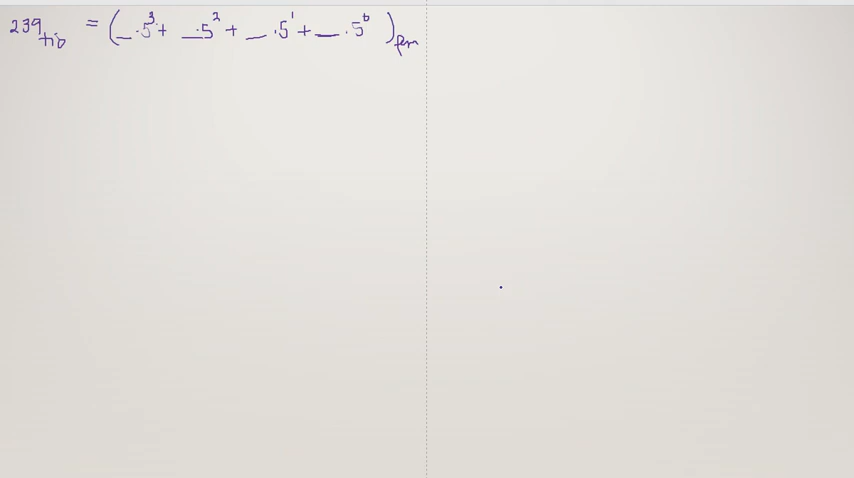 239_tio = (_ · 5³ + _ · 5² + _ · 5¹ + _ · 5⁰)_fem